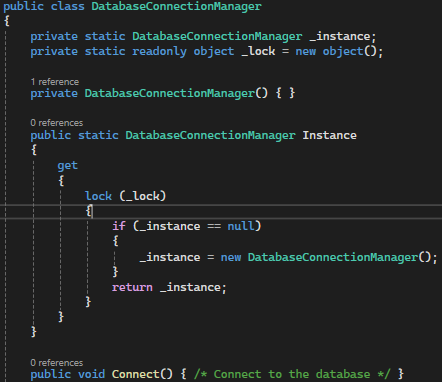 public class DatabaseConnectionManager
{
    private static DatabaseConnectionManager _instance;
    private static readonly object _lock = new object();
    1 reference
    private DatabaseConnectionManager() { }
    0 references
    public static DatabaseConnectionManager Instance
    {
        get
        {
            lock (_lock)
            {
                if (_instance == null)
                {
                    _instance = new DatabaseConnectionManager();
                }
                return _instance;
            }
        }
    }
    0 references
    public void Connect() { /* Connect to the database */ }